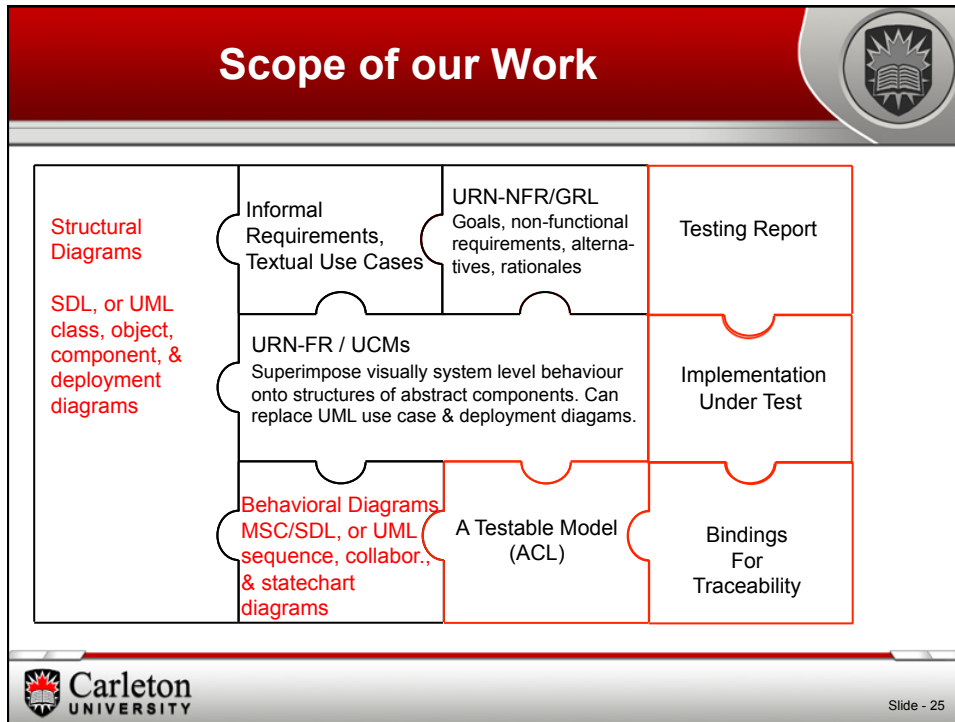 Scope of our Work
Structural
Diagrams
SDL, or UML
class, object,
component, &
deployment
diagrams
Informal
Requirements,
Textual Use Cases
URN-NFR/GRL
Goals, non-functional
requirements, alterna-
tives, rationales
Testing Report
URN-FR / UCMs
Superimpose visually system level behaviour
onto structures of abstract components. Can
replace UML use case & deployment diagams.
Implementation
Under Test
Behavioral Diagrams
MSC/SDL, or UML
sequence, collabor.,
& statechart
diagrams
A Testable Model
(ACL)
Bindings
For
Traceability
Carleton
UNIVERSITY
Slide - 25